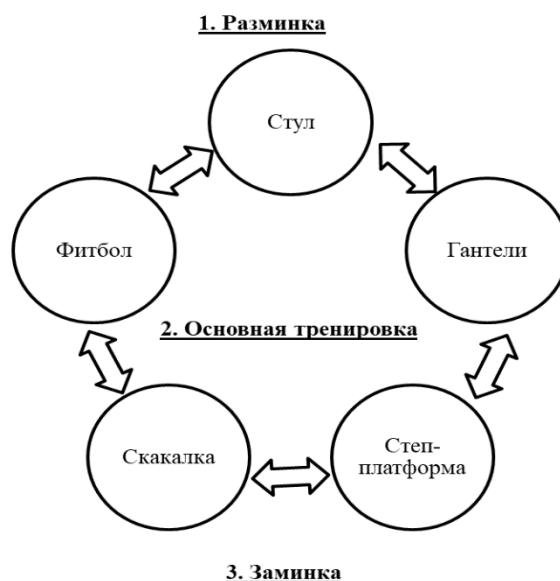 1. Разминка
Стул
Фитбол
Гантели
2. Основная тренировка
Скакалка
Степ-
платформа
3. Заминка